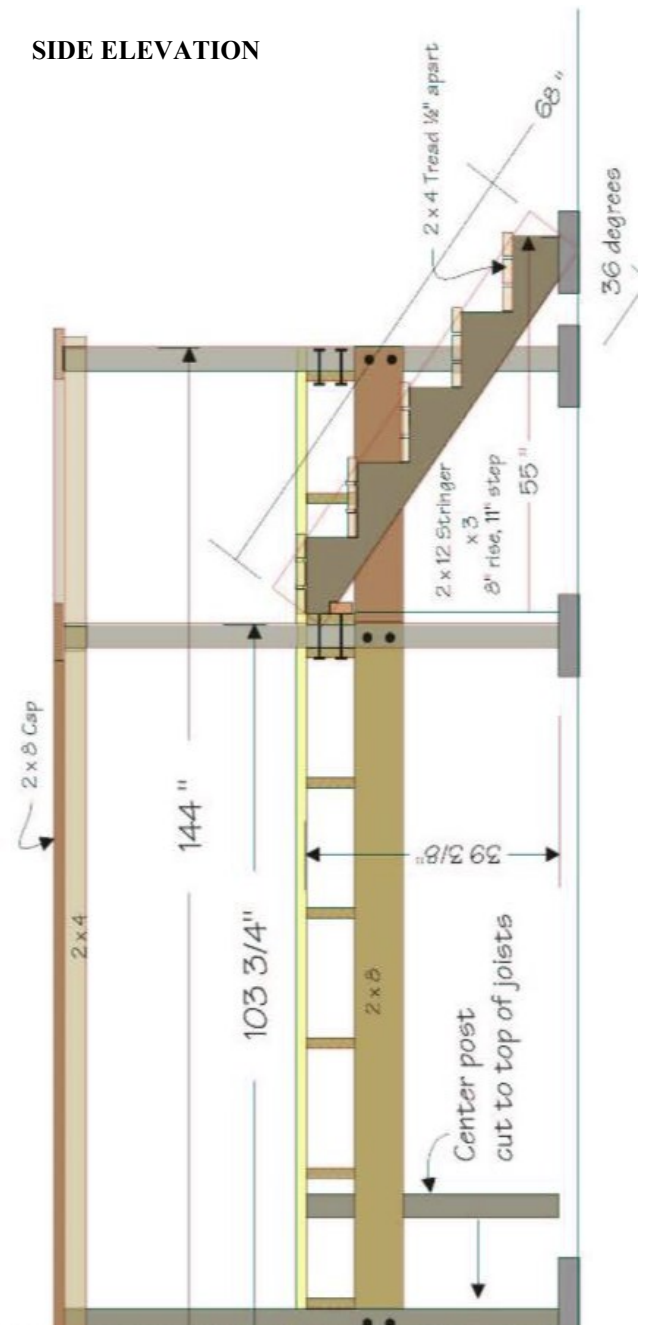 SIDE ELEVATION
2 x 8 Cap
2 x 4
144"
103 3/4"
2 x 8
39 3/8"
Center post
cut to top of joists
2 x 12 Stringer
x 3
8" rise, 11" step
55"
2 x 4 Tread ½" apart
68"
36 degrees